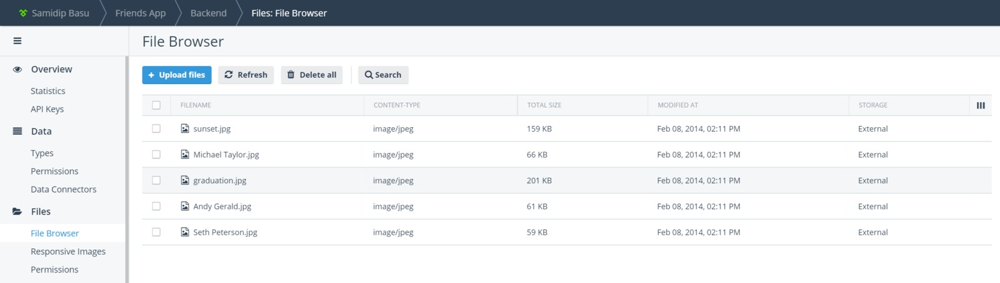 Samidip Basu Friends App Backend Files: File Browser
File Browser
Overview
Statistics
API Keys
Data
Types
Permissions
Data Connectors
Files
File Browser
Responsive Images
Permissions
+ Upload files Refresh Delete all Search
FILENAME CONTENT-TYPE TOTAL SIZE MODIFIED AT STORAGE
sunset.jpg image/jpeg 159 KB Feb 08, 2014, 02:11 PM External
Michael Taylor.jpg image/jpeg 66 KB Feb 08, 2014, 02:11 PM External
graduation.jpg image/jpeg 201 KB Feb 08, 2014, 02:11 PM External
Andy Gerald.jpg image/jpeg 61 KB Feb 08, 2014, 02:11 PM External
Seth Peterson.jpg image/jpeg 59 KB Feb 08, 2014, 02:11 PM External